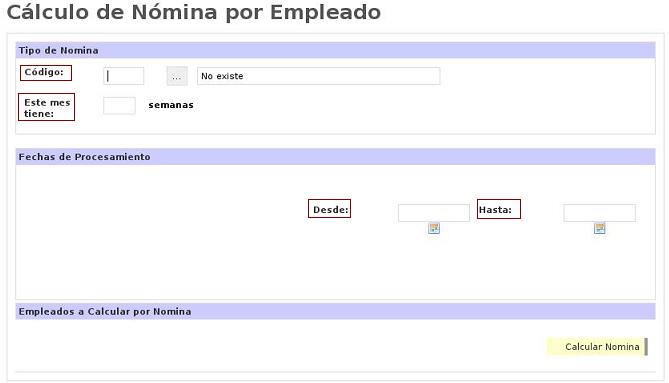 Cálculo de Nómina por Empleado
Tipo de Nomina
Código: ... No existe
Este mes tiene: semanas
Fechas de Procesamiento
Desde: Hasta:
Empleados a Calcular por Nomina
Calcular Nomina